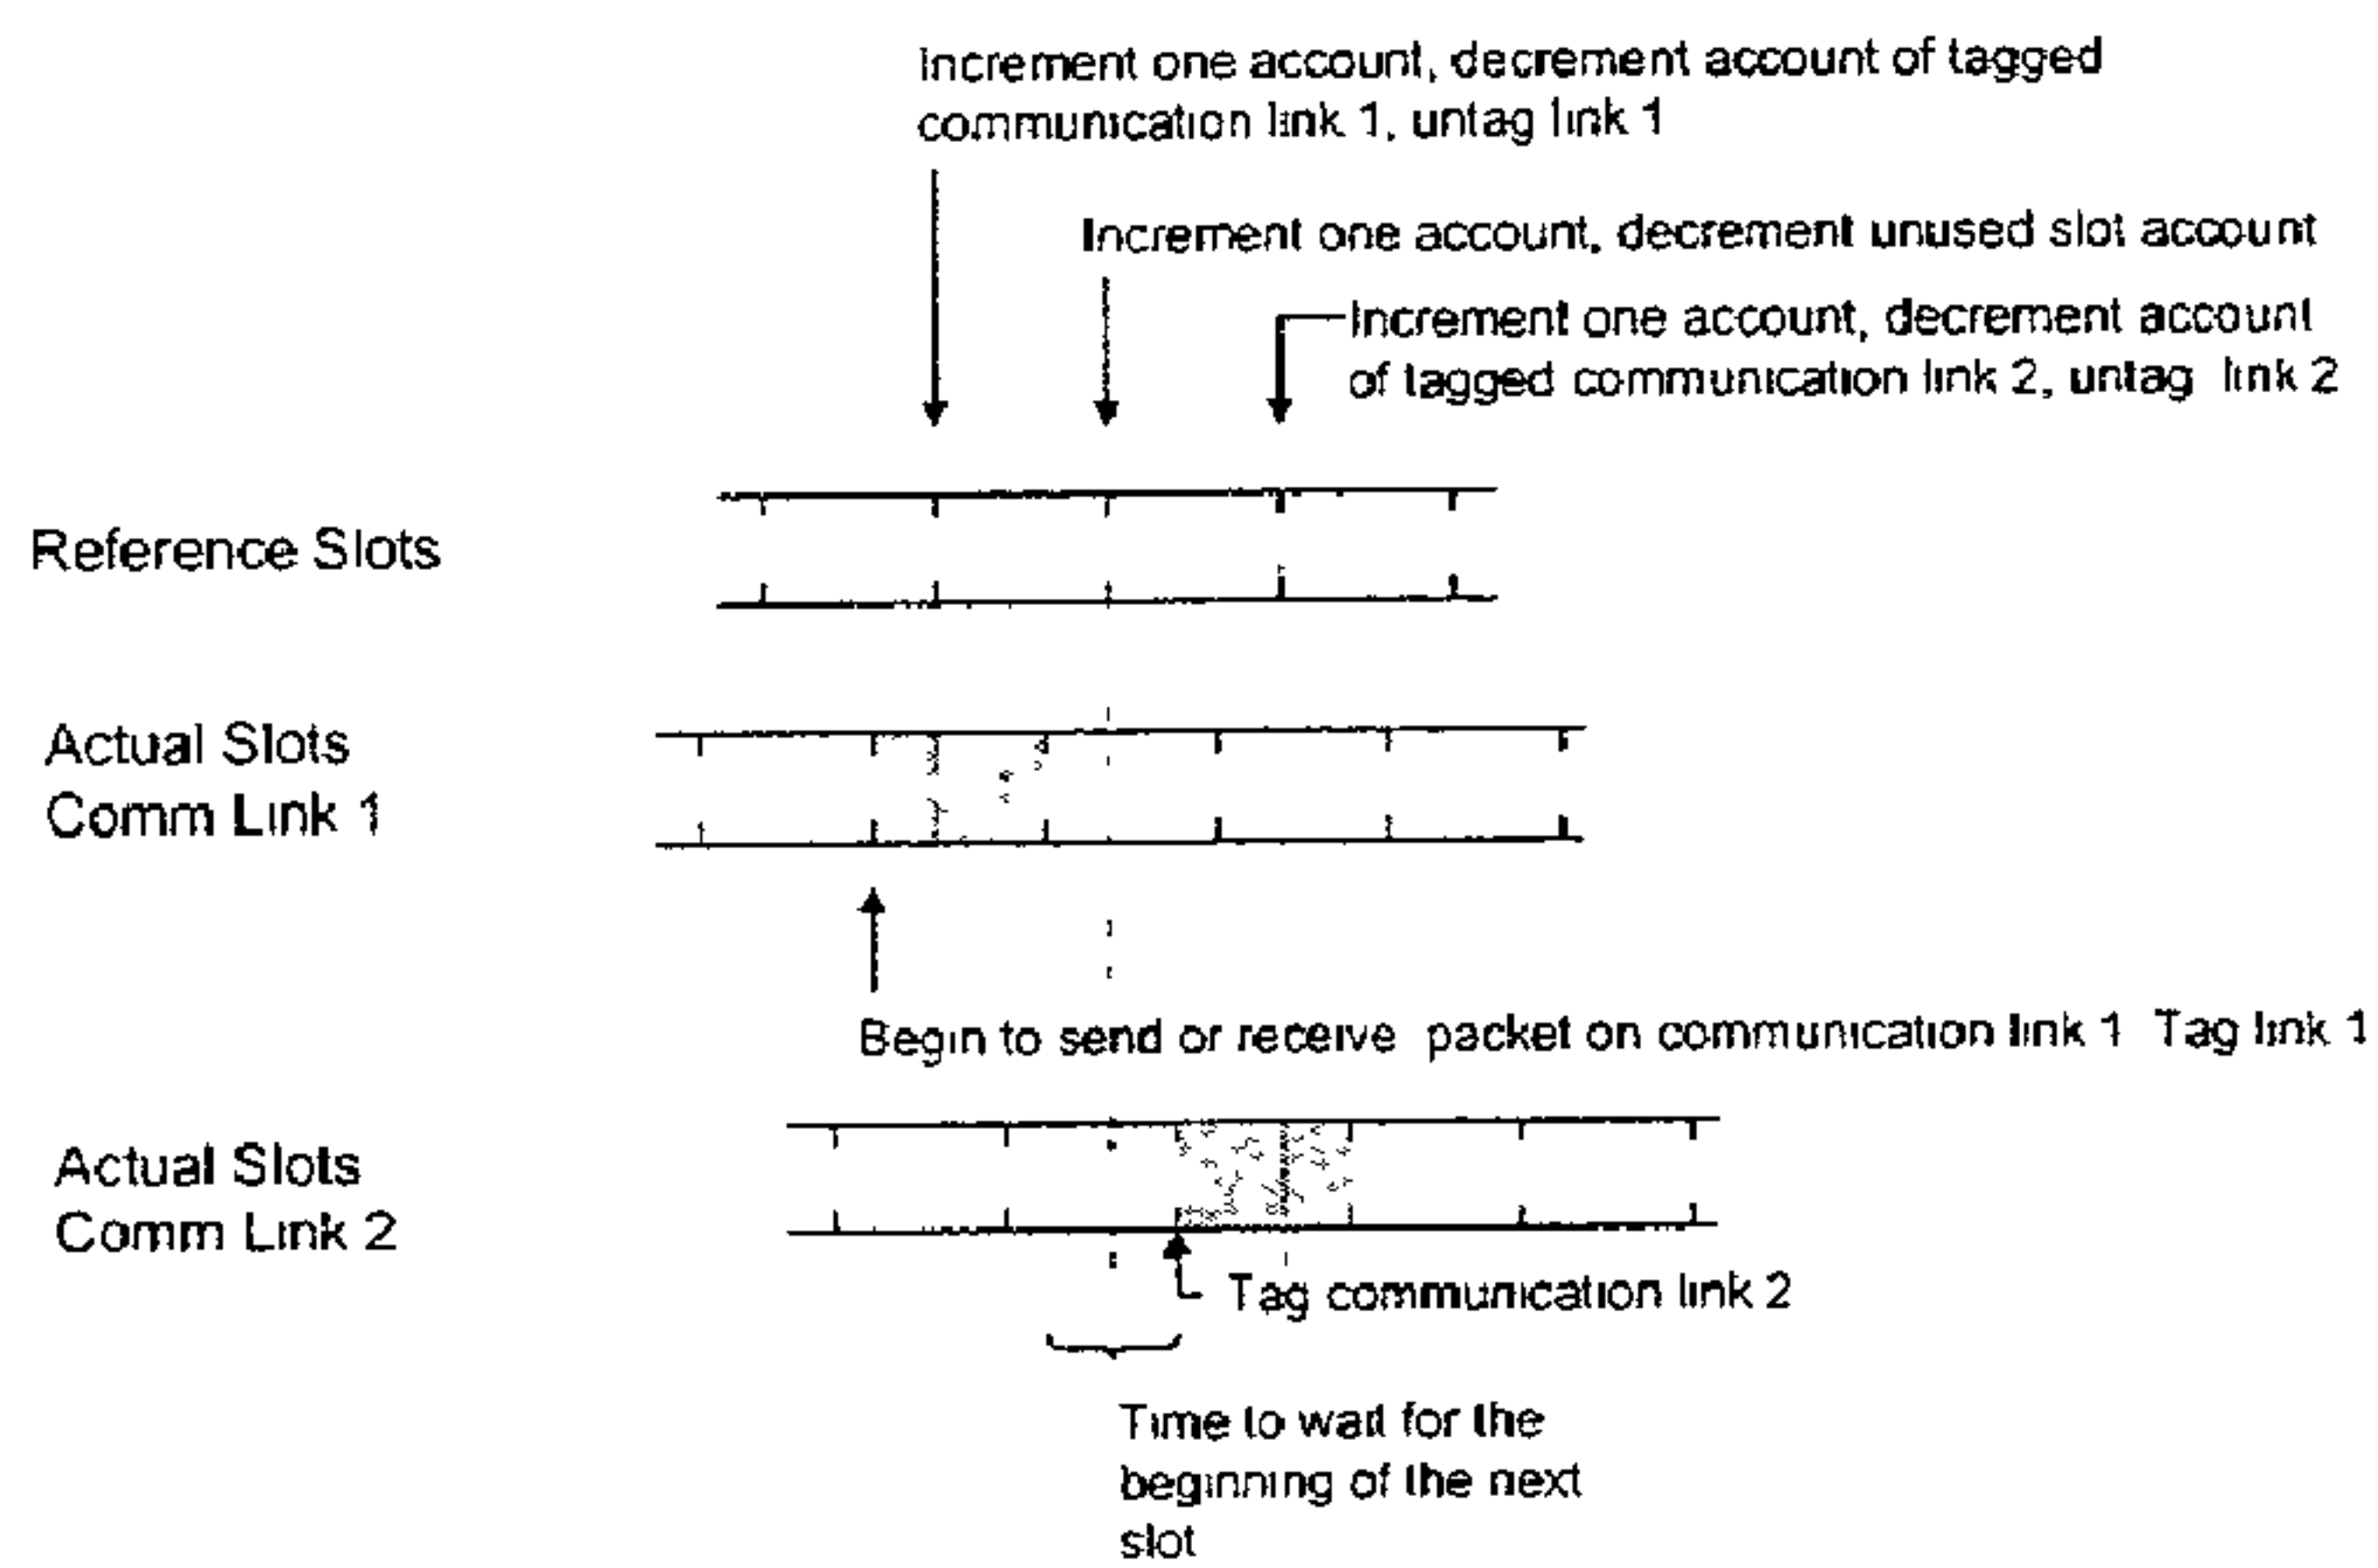 Increment one account, decrement account of tagged
communication link 1, untag link 1
Increment one account, decrement unused slot account
Increment one account, decrement account
of tagged communication link 2, untag link 2
Reference Slots
Actual Slots
Comm Link 1
Begin to send or receive packet on communication link 1 Tag link 1
Actual Slots
Comm Link 2
Tag communication link 2
Time to wait for the
beginning of the next
slot